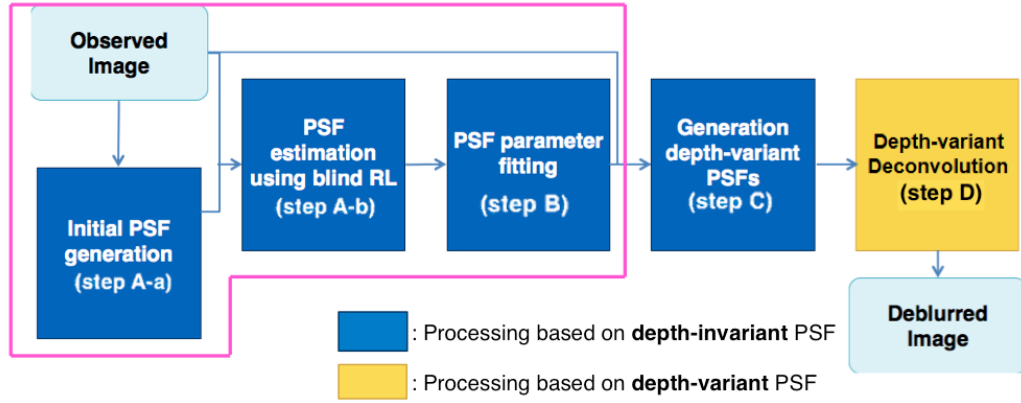 Observed
Image
Initial PSF
generation
(step A-a)
PSF
estimation
using blind RL
(step A-b)
PSF parameter
fitting
(step B)
Generation
depth-variant
PSFs
(step C)
Depth-variant
Deconvolution
(step D)
Deblurred
Image
: Processing based on depth-invariant PSF
: Processing based on depth-variant PSF